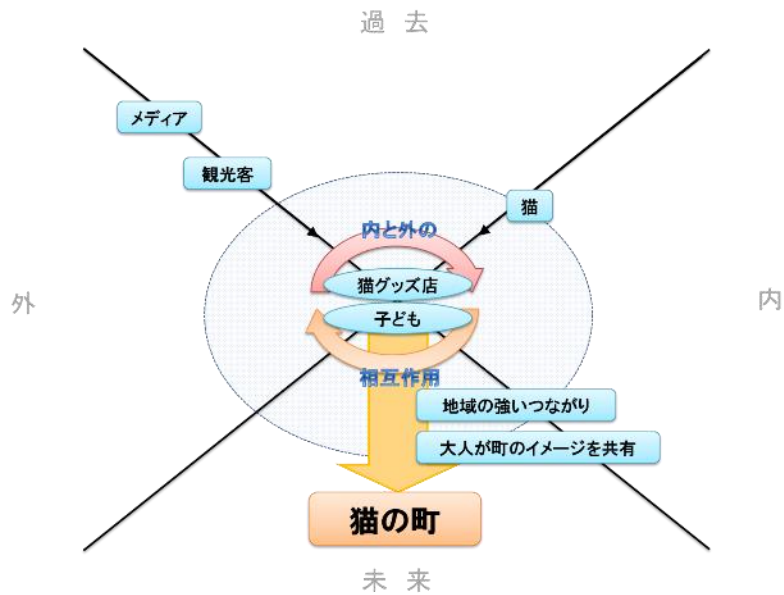 過 去
メディア
観光客
猫
内と外の
猫グッズ店
外
内
子ども
相互作用
地域の強いつながり
大人が町のイメージを共有
猫の町
未 来